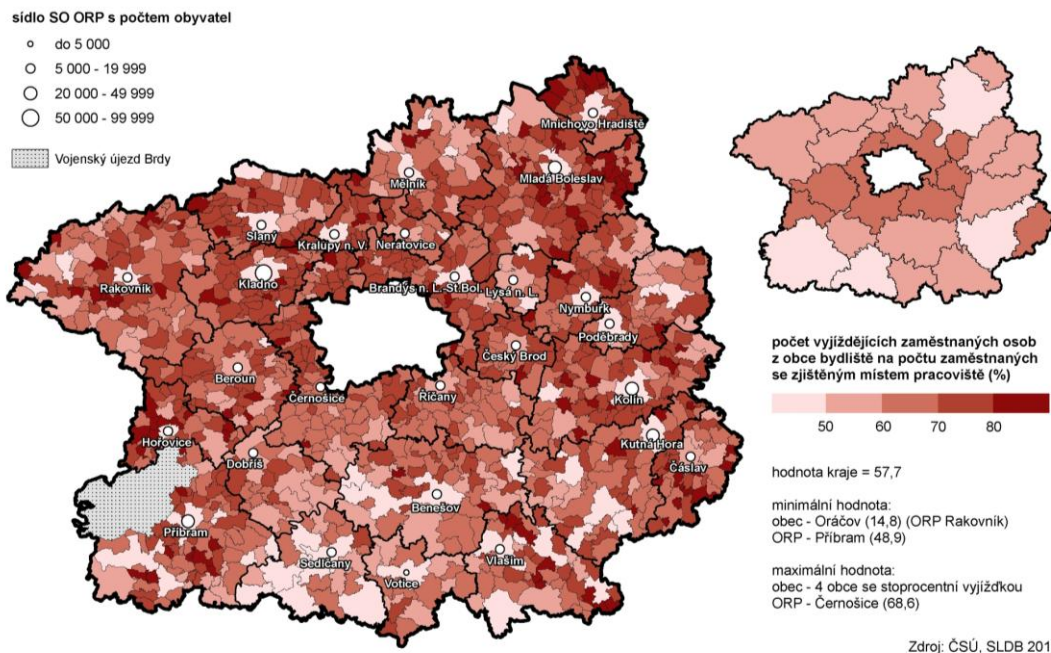 sídlo SO ORP s počtem obyvatel
do 5 000
5 000 - 19 999
20 000 - 49 999
50 000 - 99 999
Vojenský újezd Brdy
Mnichovo Hradiště
Mladá Boleslav
Mělník
Slaný
Kralupy n. V.
Neratovice
Rakovník
Kladno
Brandýs n. L.-St.Bol.
Lysá n. L.
Nymburk
Poděbrady
Český Brod
Beroun
Černošice
Říčany
Kolín
Kutná Hora
Čáslav
Hořovice
Dobříš
Benešov
Příbram
Sedlčany
Votice
Vlašim
počet vyjíždějících zaměstnaných osob
z obce bydliště na počtu zaměstnaných
se zjištěným místem pracoviště (%)
50 60 70 80
hodnota kraje = 57,7
minimální hodnota:
obec - Oráčov (14,8) (ORP Rakovník)
ORP - Příbram (48,9)
maximální hodnota:
obec - 4 obce se stoprocentní vyjížďkou
ORP - Černošice (68,6)
Zdroj: ČSÚ, SLDB 201